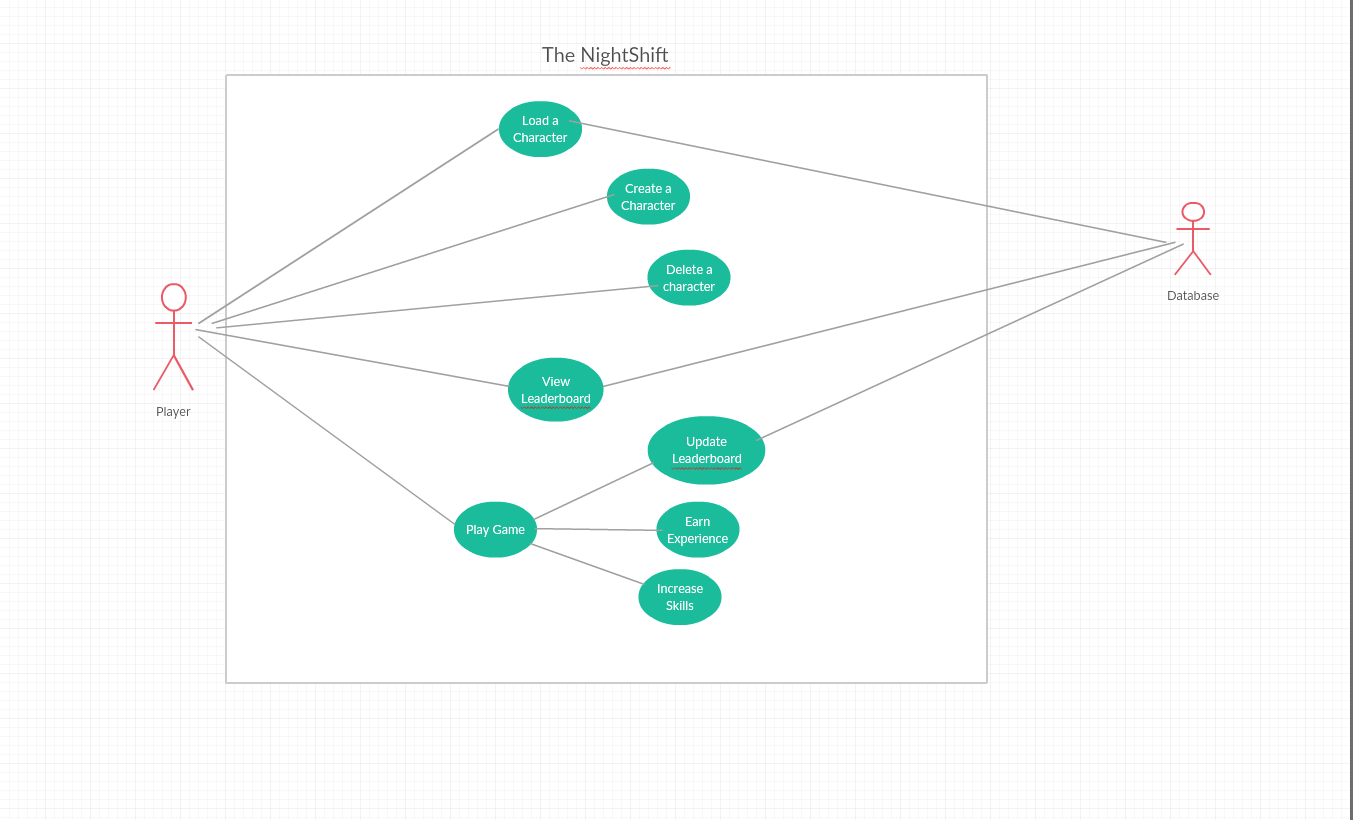 The NightShift
Load a
Character
Create a
Character
Delete a
character
View
Leaderboard
Update
Leaderboard
Play Game
Earn
Experience
Increase
Skills
Player
Database